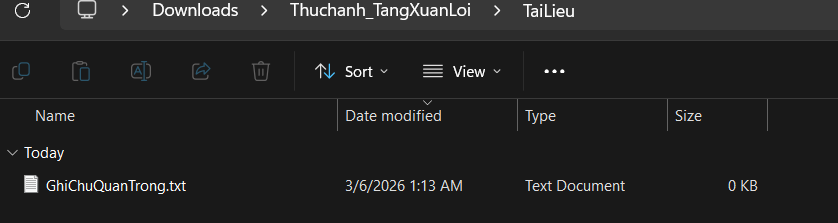 Downloads > Thuchanh_TangXuanLoi > TaiLieu
Sort View ...
Name Date modified Type Size
Today
GhiChuQuanTrong.txt 3/6/2026 1:13 AM Text Document 0 KB